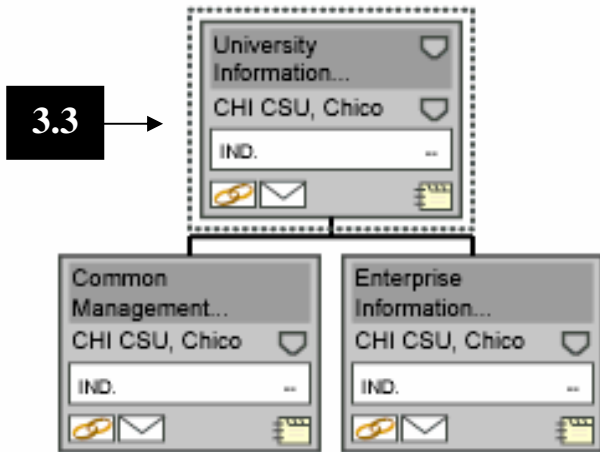 University
Information...
CHI CSU, Chico
3.3
IND. --
Common
Management...
CHI CSU, Chico
IND. --
Enterprise
Information...
CHI CSU, Chico
IND. --